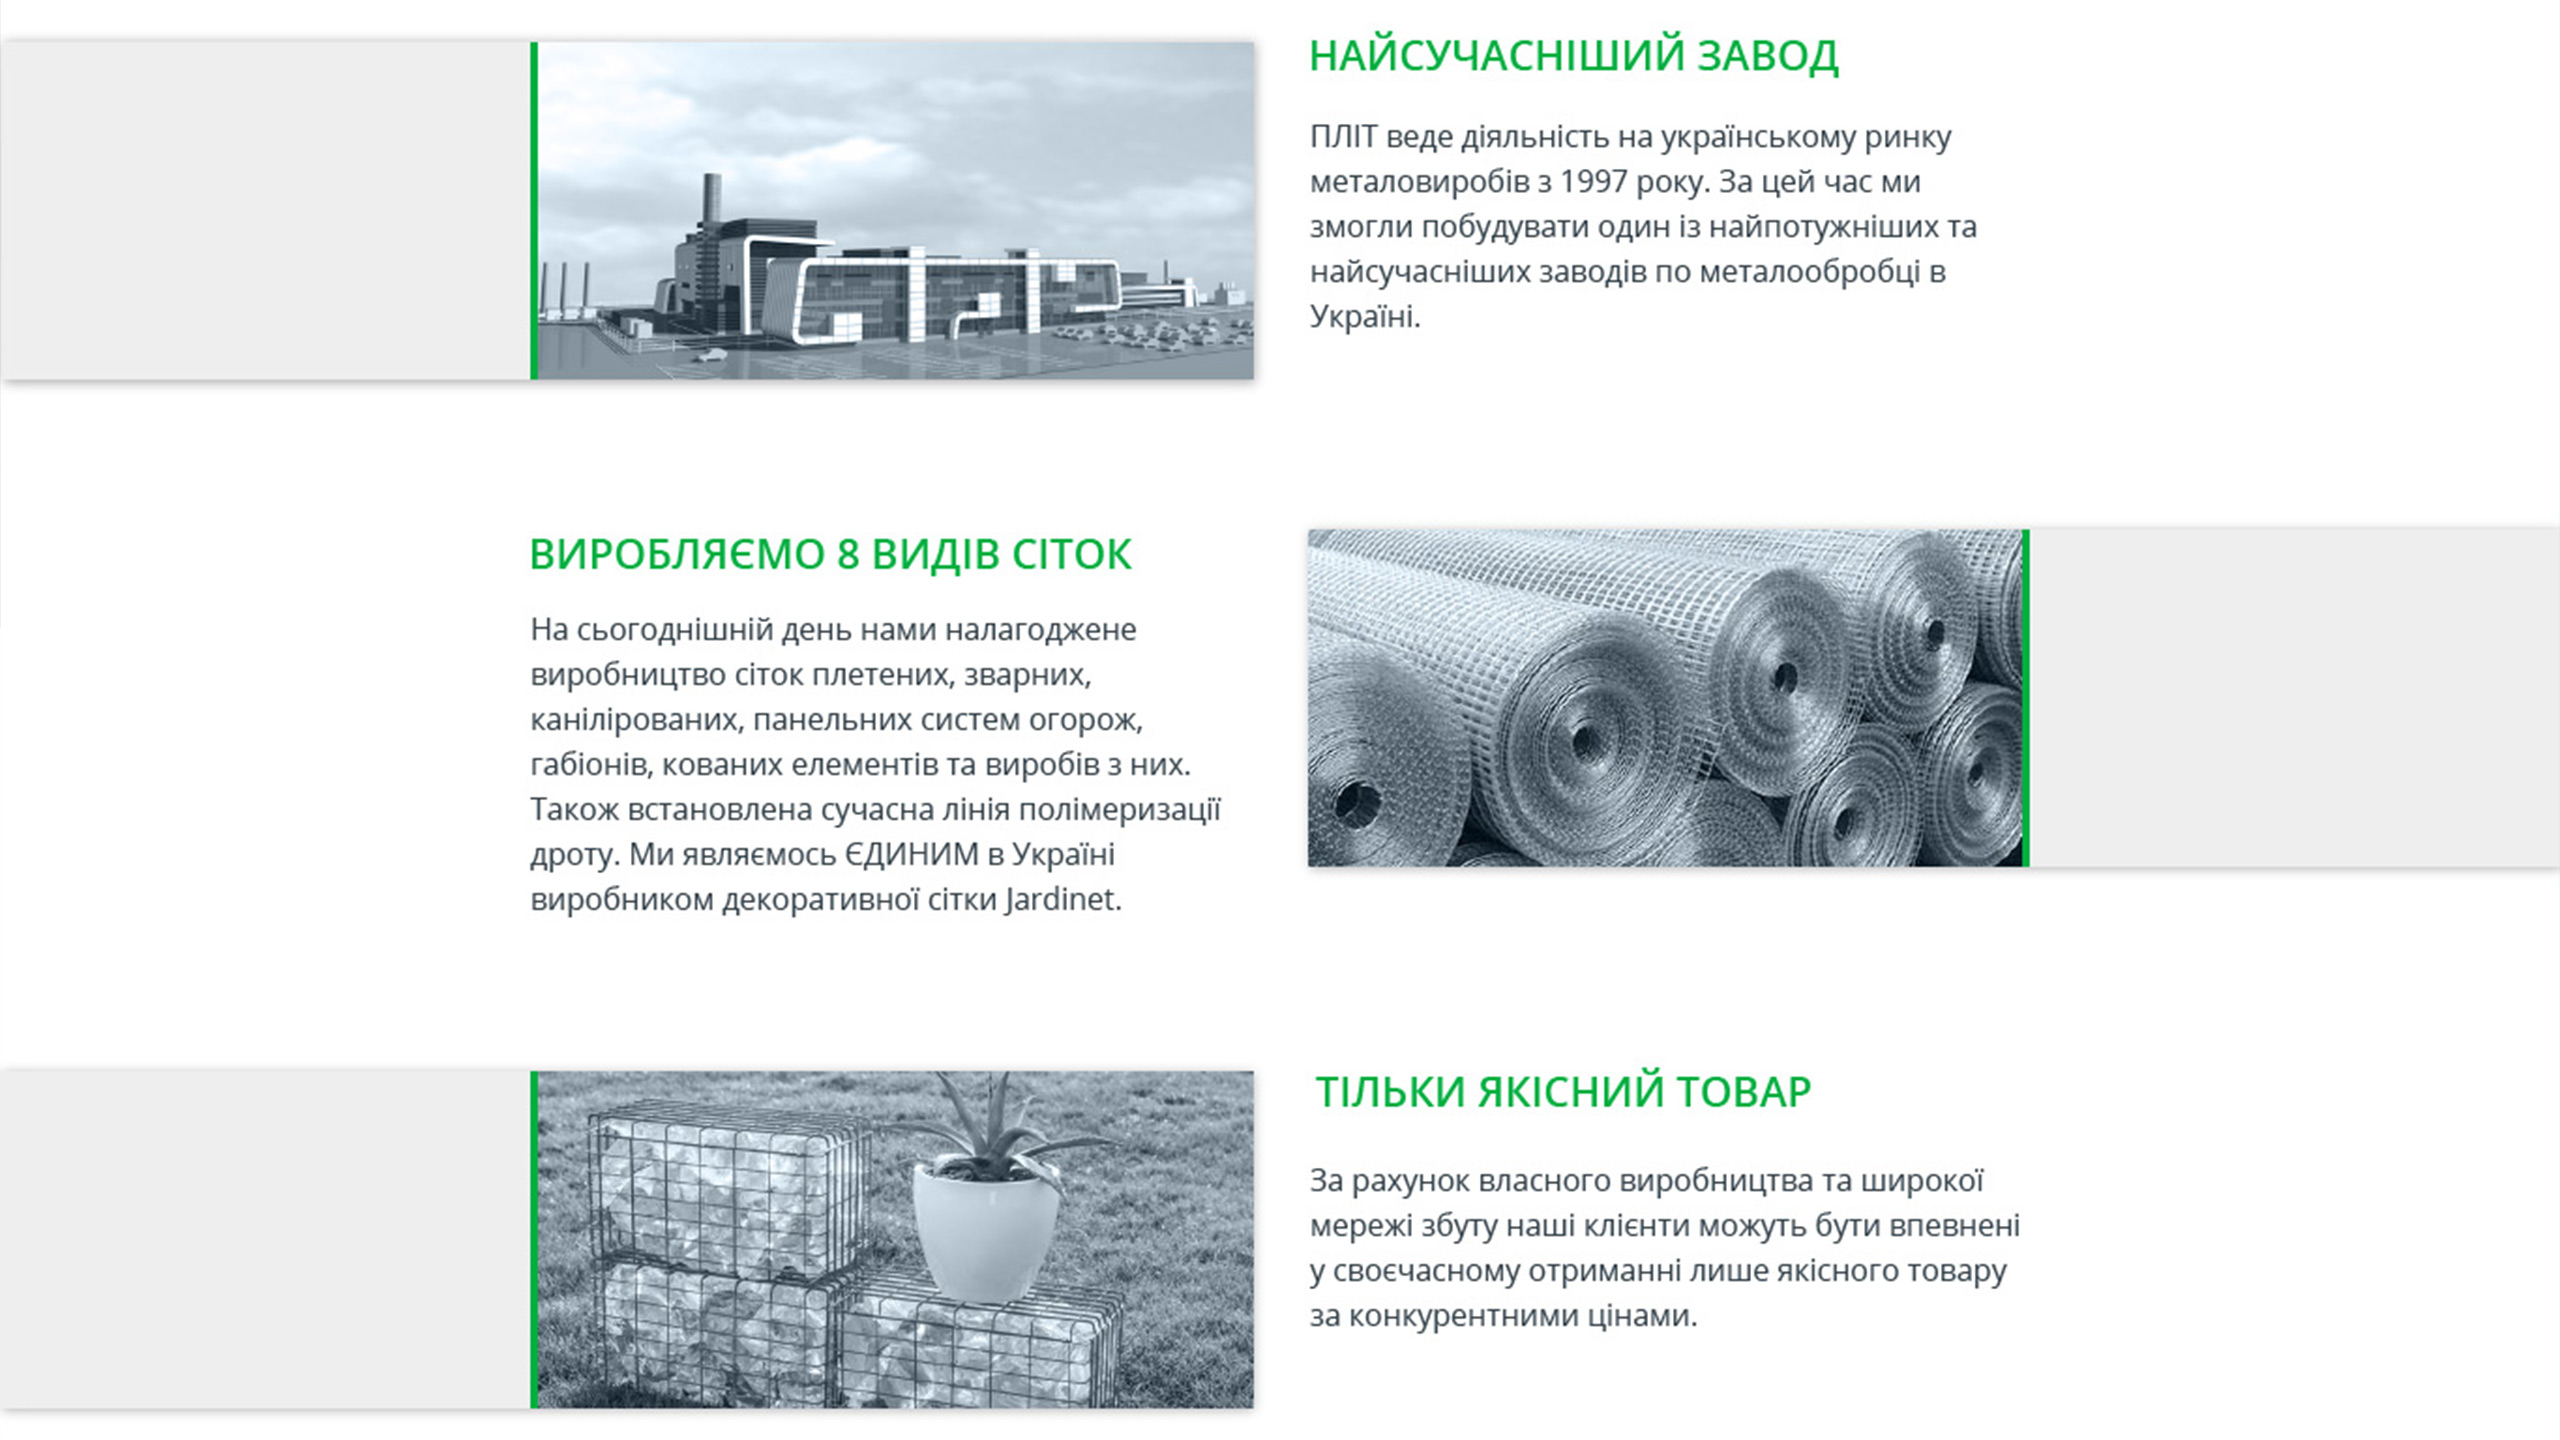 НАЙСУЧАСНІШИЙ ЗАВОД
ПЛІТ веде діяльність на українському ринку
металовиробів з 1997 року. За цей час ми
змогли побудувати один із найпотужніших та
найсучасніших заводів по металообробці в
Україні.
ВИРОБЛЯЄМО 8 ВИДІВ СІТОК
На сьогоднішній день нами налагоджене
виробництво сіток плетених, зварних,
канілірованих, панельних систем огорож,
габіонів, кованих елементів та виробів з них.
Також встановлена сучасна лінія полімеризації
дроту. Ми являємось ЄДИНИМ в Україні
виробником декоративної сітки Jardinet.
ТІЛЬКИ ЯКІСНИЙ ТОВАР
За рахунок власного виробництва та широкої
мережі збуту наші клієнти можуть бути впевнені
у своєчасному отриманні лише якісного товару
за конкурентними цінами.